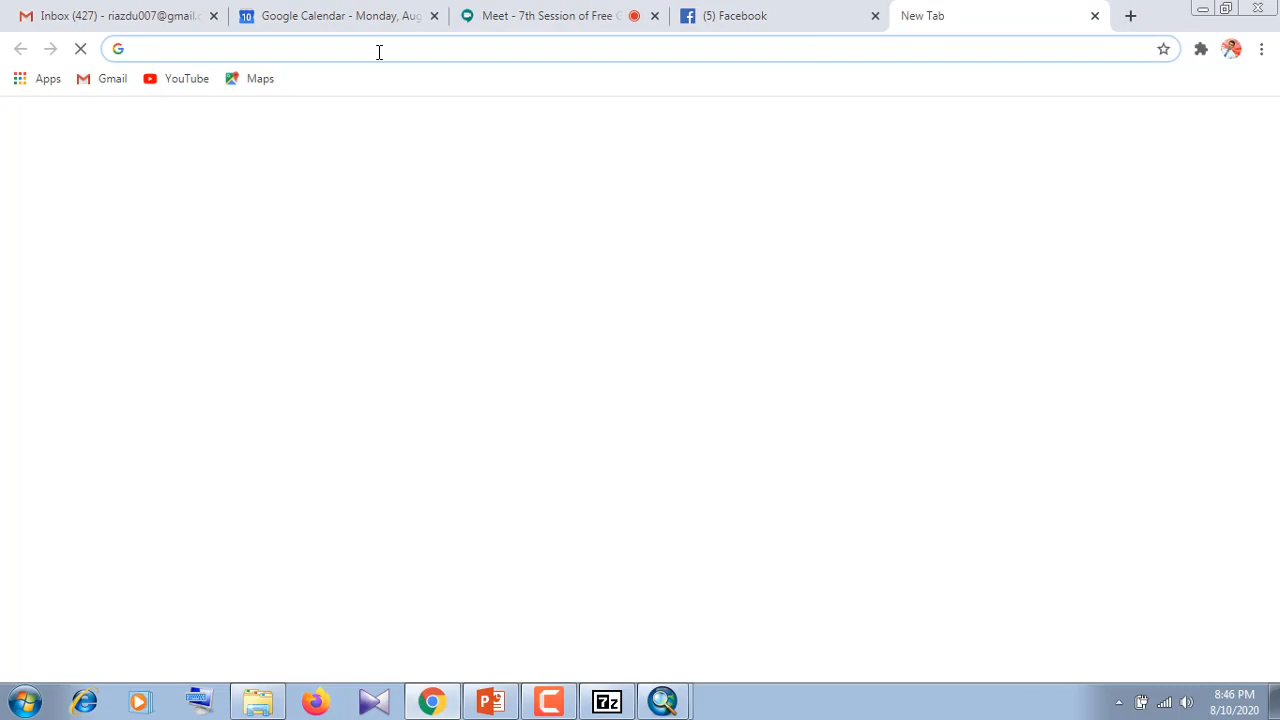 Inbox (427) - riazdu007@gmail.c
Google Calendar - Monday, Aug
Meet - 7th Session of Free G
(5) Facebook
New Tab
Apps
Gmail
YouTube
Maps
7z
8:46 PM
8/10/2020